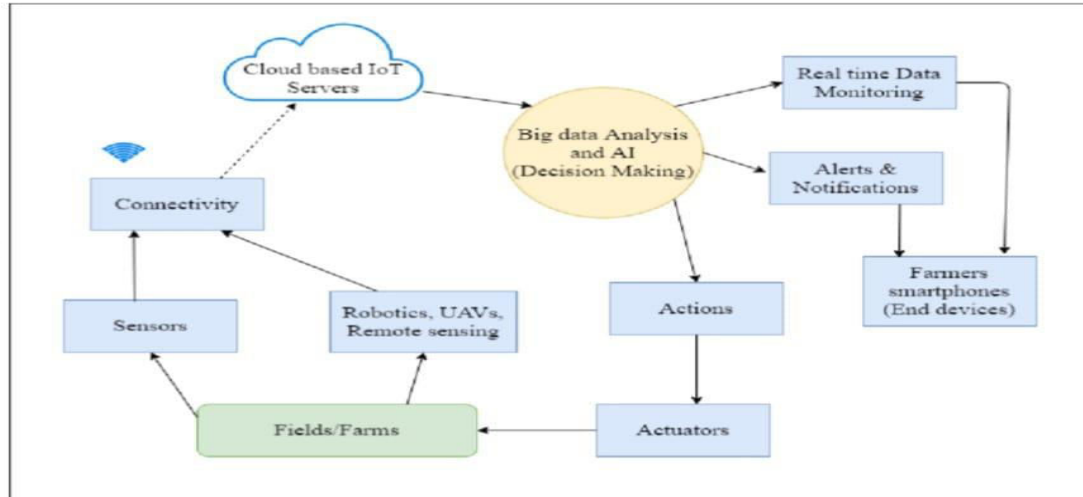 Cloud based IoT
Servers
Real time Data
Monitoring
Big data Analysis
and AI
(Decision Making)
Alerts &
Notifications
Connectivity
Farmers
smartphones
(End devices)
Sensors
Robotics, UAVs,
Remote sensing
Actions
Fields/Farms
Actuators